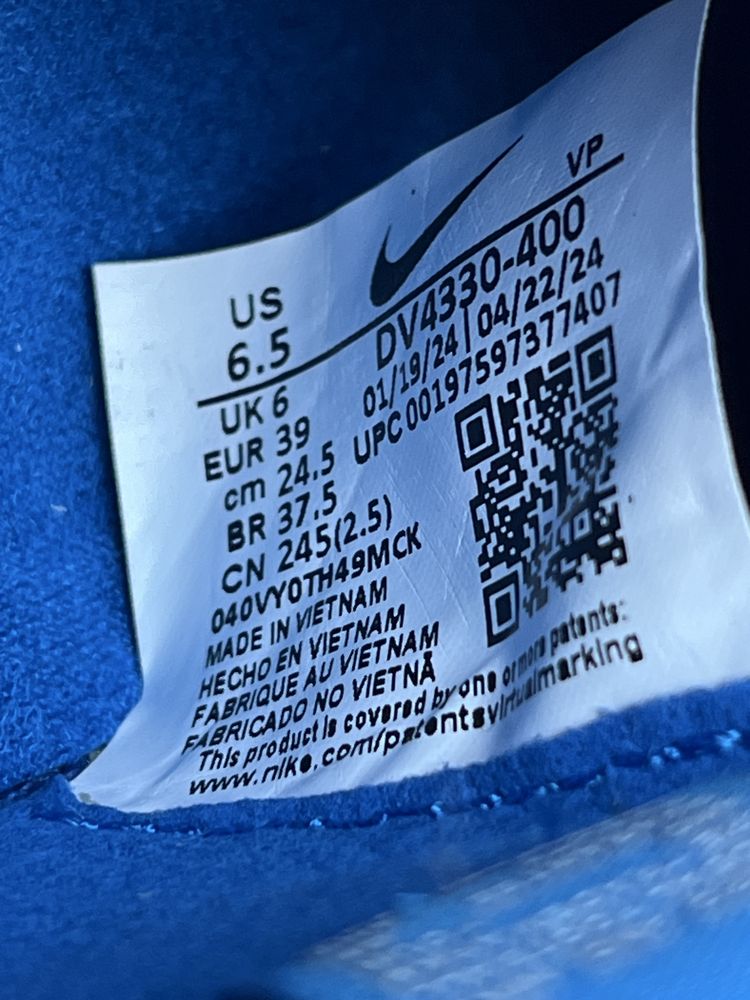 VP
US
6.5
DV4330-400
01/19/24 | 04/22/24
UPC 00197597377407
UK 6
EUR 39
cm 24.5
BR 37.5
CN 245(2.5)
040VY0TH49MCK
MADE IN VIETNAM
HECHO EN VIETNAM
FABRIQUE AU VIETNAM
FABRICADO NO VIETNÃ
This product is covered by one or more patents:
www.nike.com/patentsvirtualmarking